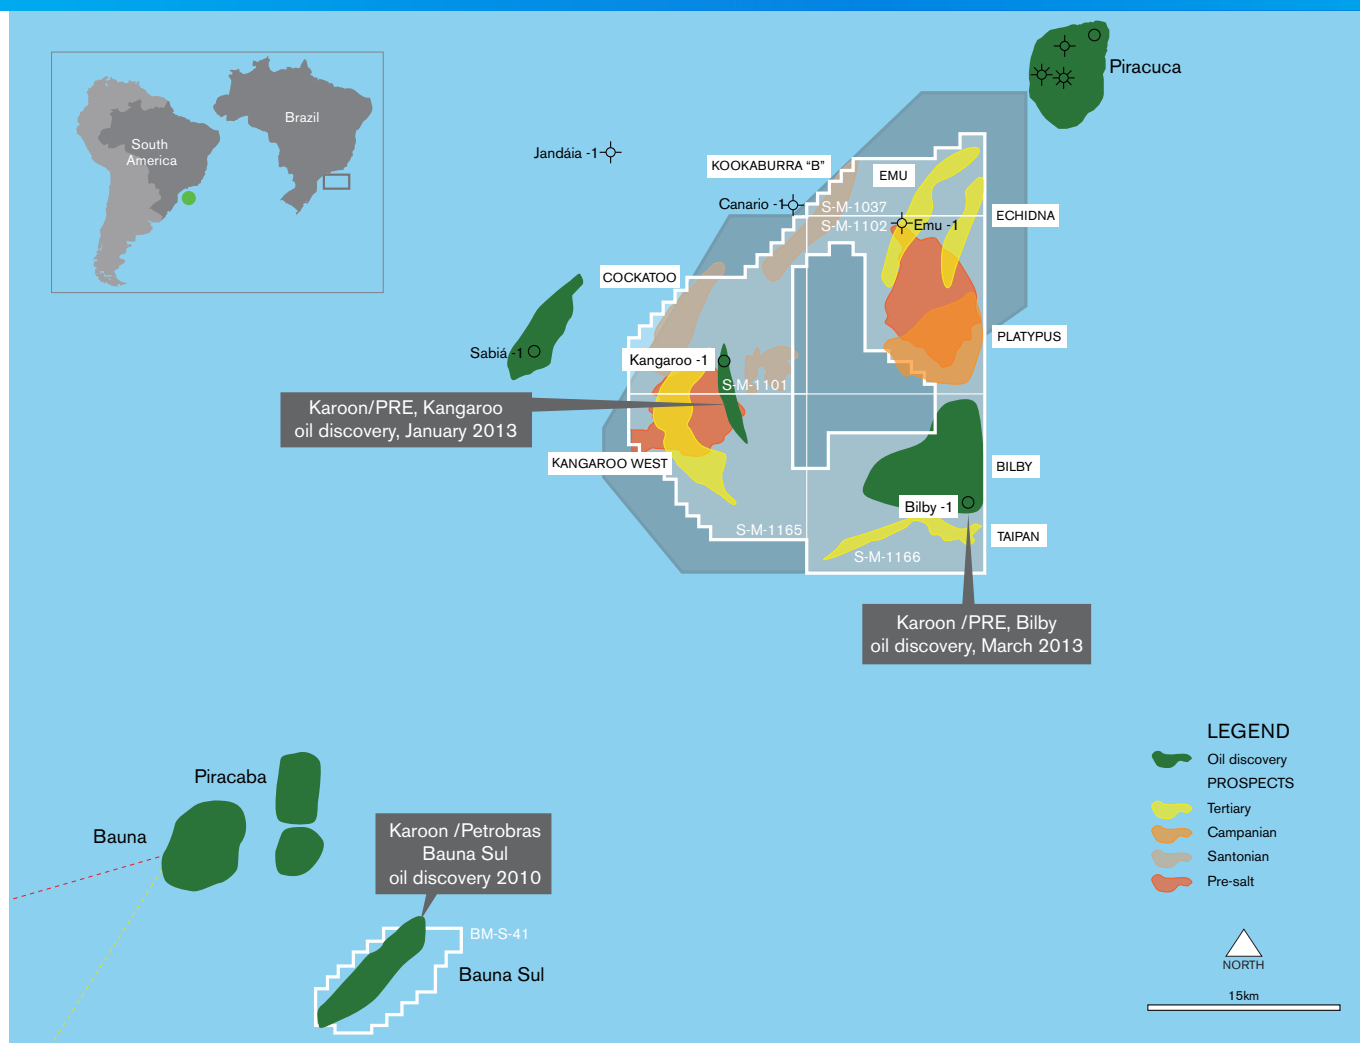 Piracuca
Brazil
South
America
Jandáia -1
KOOKABURRA “B”
EMU
Canario -1
S-M-1037
S-M-1102
Emu -1
ECHIDNA
COCKATOO
PLATYPUS
Sabiá -1
Kangaroo -1
S-M-1101
Karoon/PRE, Kangaroo
oil discovery, January 2013
KANGAROO WEST
BILBY
Bilby -1
S-M-1165
TAIPAN
S-M-1166
Karoon /PRE, Bilby
oil discovery, March 2013
LEGEND
Oil discovery
PROSPECTS
Tertiary
Campanian
Santonian
Pre-salt
NORTH
15km
Piracaba
Bauna
Karoon /Petrobras
Bauna Sul
oil discovery 2010
BM-S-41
Bauna Sul